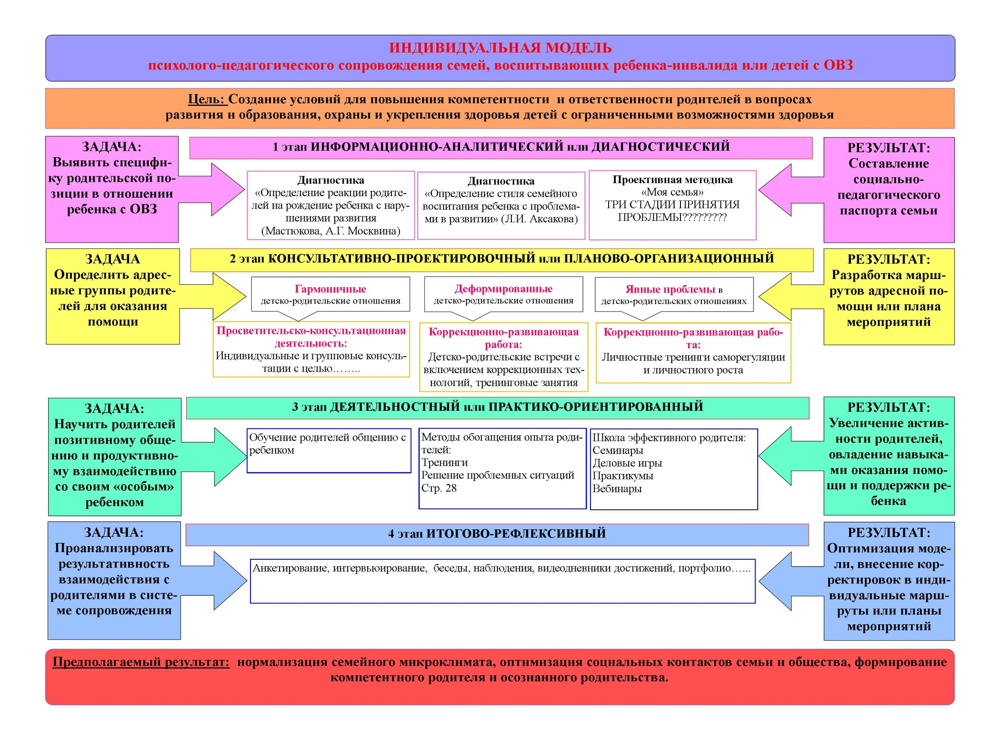 ИНДИВИДУАЛЬНАЯ МОДЕЛЬ
психолого-педагогического сопровождения семей, воспитывающих ребенка-инвалида или детей с ОВЗ
Цель: Создание условий для повышения компетентности и ответственности родителей в вопросах
развития и образования, охраны и укрепления здоровья детей с ограниченными возможностями здоровья
ЗАДАЧА:
Выявить специфи-
ку родительской по-
зиции в отношении
ребенка с ОВЗ
1 этап ИНФОРМАЦИОННО-АНАЛИТИЧЕСКИЙ или ДИАГНОСТИЧЕСКИЙ
Диагностика
«Определение реакции родите-
лей на рождение ребенка с нару-
шениями развития
(Мастюкова, А.Г. Москвина)
Диагностика
«Определение стиля семейного
воспитания ребенка с проблема-
ми в развитии» (Л.И. Аксакова)
Проективная методика
«Моя семья»
ТРИ СТАДИИ ПРИНЯТИЯ
ПРОБЛЕМЫ?????????
РЕЗУЛЬТАТ:
Составление
социально-
педагогического
паспорта семьи
ЗАДАЧА
Определить адрес-
ные группы родите-
лей для оказания
помощи
2 этап КОНСУЛЬТАТИВНО-ПРОЕКТИРОВОЧНЫЙ или ПЛАНОВО-ОРГАНИЗАЦИОННЫЙ
Гармоничные
детско-родительские отношения
Деформированные
детско-родительские отношения
Явные проблемы в
детско-родительских отношениях
Просветительско-консультационная
деятельность:
Индивидуальные и групповые консуль-
тации с целью……..
Коррекционно-развивающая
работа:
Детско-родительские встречи с
включением коррекционных тех-
нологий, тренинговые занятия
Коррекционно-развивающая рабо-
та:
Личностные тренинги саморегуляции
и личностного роста
РЕЗУЛЬТАТ:
Разработка марш-
рутов адресной по-
мощи или плана
мероприятий
ЗАДАЧА:
Научить родителей
позитивному обще-
нию и продуктивно-
му взаимодействию
со своим «особым»
ребенком
3 этап ДЕЯТЕЛЬНОСТНЫЙ или ПРАКТИКО-ОРИЕНТИРОВАННЫЙ
Обучение родителей общению с
ребенком
Методы обогащения опыта роди-
телей:
Тренинги
Решение проблемных ситуаций
Стр. 28
Школа эффективного родителя:
Семинары
Деловые игры
Практикумы
Вебинары
РЕЗУЛЬТАТ:
Увеличение актив-
ности родителей,
овладение навыка-
ми оказания помо-
щи и поддержки ре-
бенка
ЗАДАЧА:
Проанализировать
результативность
взаимодействия с
родителями в систе-
ме сопровождения
4 этап ИТОГОВО-РЕФЛЕКСИВНЫЙ
Анкетирование, интервьюирование, беседы, наблюдения, видеодневники достижений, портфолио…...
РЕЗУЛЬТАТ:
Оптимизация моде-
ли, внесение кор-
ректировок в инди-
видуальные марш-
руты или планы
мероприятий
Предполагаемый результат: нормализация семейного микроклимата, оптимизация социальных контактов семьи и общества, формирование
компетентного родителя и осознанного родительства.